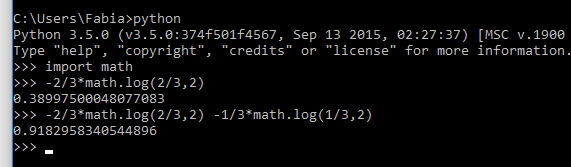 C:\Users\Fabia>python
Python 3.5.0 (v3.5.0:374f501f4567, Sep 13 2015, 02:27:37) [MSC v.1900
Type "help", "copyright", "credits" or "license" for more information.
>>> import math
>>> -2/3*math.log(2/3,2)
0.38997500048077083
>>> -2/3*math.log(2/3,2) -1/3*math.log(1/3,2)
0.9182958340544896
>>>